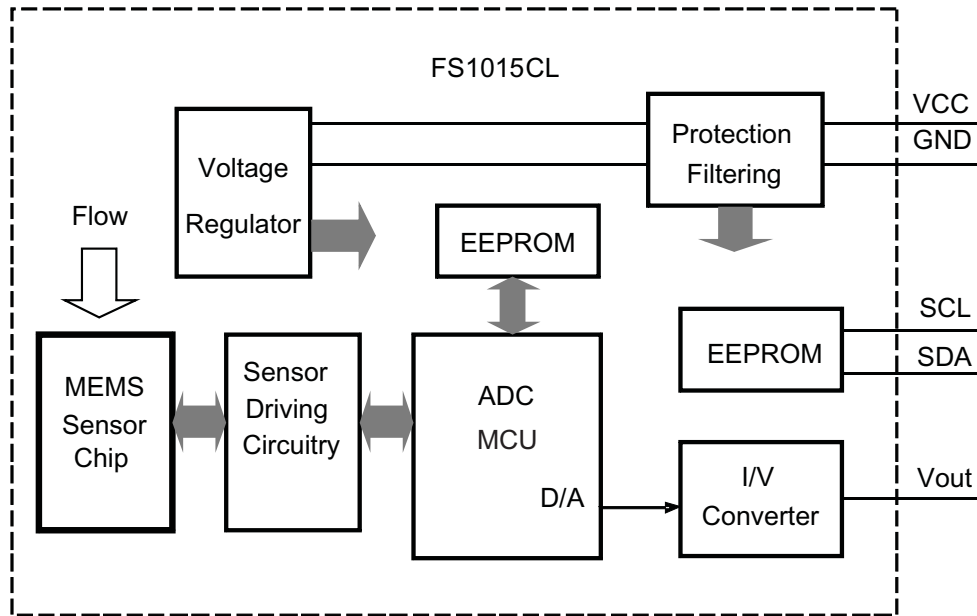 FS1015CL
VCC
GND
Protection
Filtering
Voltage
Regulator
Flow
EEPROM
SCL
SDA
EEPROM
MEMS
Sensor
Chip
Sensor
Driving
Circuitry
ADC
MCU
D/A
I/V
Converter
Vout